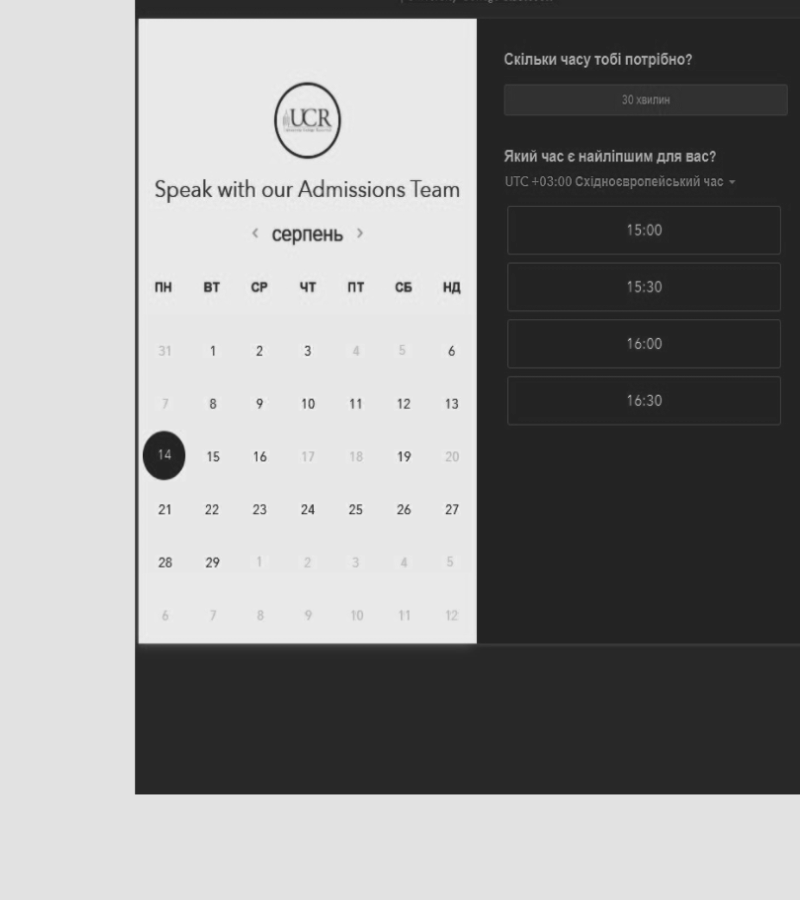 UCR
Speak with our Admissions Team
серпень
ПН ВТ СР ЧТ ПТ СБ НД
31 1 2 3 4 5 6
7 8 9 10 11 12 13
14 15 16 17 18 19 20
21 22 23 24 25 26 27
28 29 1 2 3 4 5
6 7 8 9 10 11 12
Скільки часу тобі потрібно?
30 хвилин
Який час є найліпшим для вас?
UTC +03:00 Східноєвропейський час
15:00
15:30
16:00
16:30